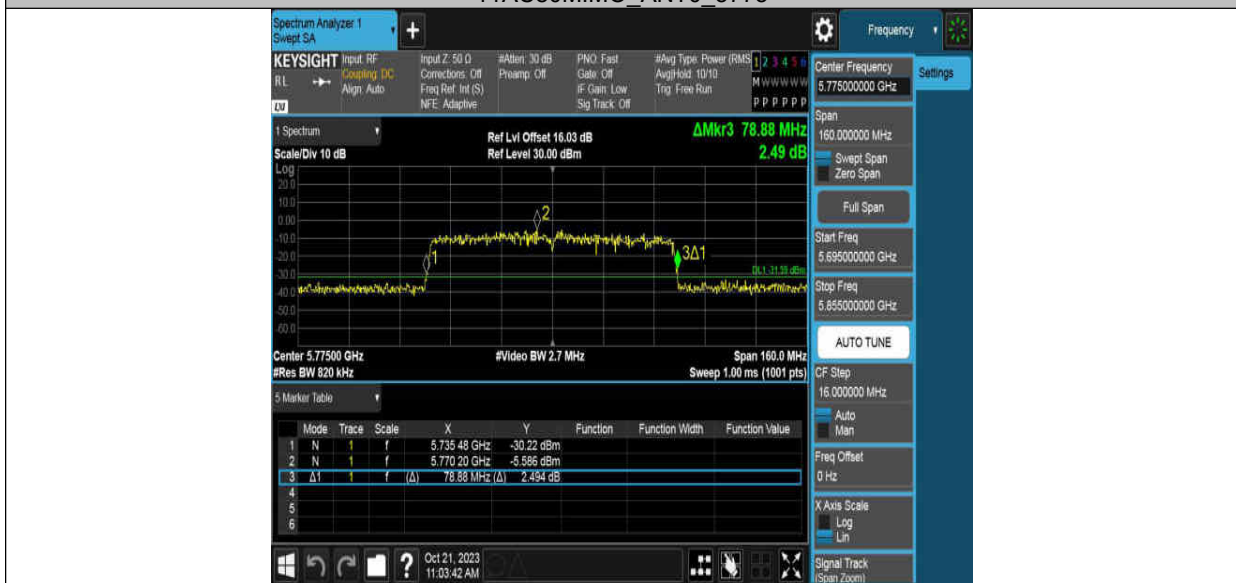 Spectrum Analyzer 1
Swept SA
+
Frequency
KEYSIGHT
RL
Input: RF
Coupling: DC
Align: Auto
Input Z: 50 Ω
Corrections: Off
Freq Ref: Int (S)
NFE: Adaptive
#Atten: 30 dB
Preamp: Off
PNO: Fast
Gate: Off
IF Gain: Low
Sig Track: Off
#Avg Type: Power (RMS
Avg|Hold: 10/10
Trig: Free Run
1 2 3 4 5 6
M W W W W W
P P P P P P
1 Spectrum
Scale/Div 10 dB
Ref Lvl Offset 16.03 dB
Ref Level 30.00 dBm
ΔMkr3 78.88 MHz
2.49 dB
Log
20.0
10.0
0.00
-10.0
-20.0
-30.0
-40.0
-50.0
-60.0
2
1
3Δ1
DL1 -31.59 dBm
Center 5.77500 GHz
#Res BW 820 kHz
#Video BW 2.7 MHz
Span 160.0 MHz
Sweep 1.00 ms (1001 pts)
5 Marker Table
Mode Trace Scale X Y Function Function Width Function Value
1 N 1 f 5.735 48 GHz -30.22 dBm
2 N 1 f 5.770 20 GHz -5.586 dBm
3 Δ1 1 f (Δ) 78.88 MHz (Δ) 2.494 dB
4
5
6
?
Oct 21, 2023
11:03:42 AM
Center Frequency
5.775000000 GHz
Settings
Span
160.000000 MHz
Swept Span
Zero Span
Full Span
Start Freq
5.695000000 GHz
Stop Freq
5.855000000 GHz
AUTO TUNE
CF Step
16.000000 MHz
Auto
Man
Freq Offset
0 Hz
X Axis Scale
Log
Lin
Signal Track
(Span Zoom)